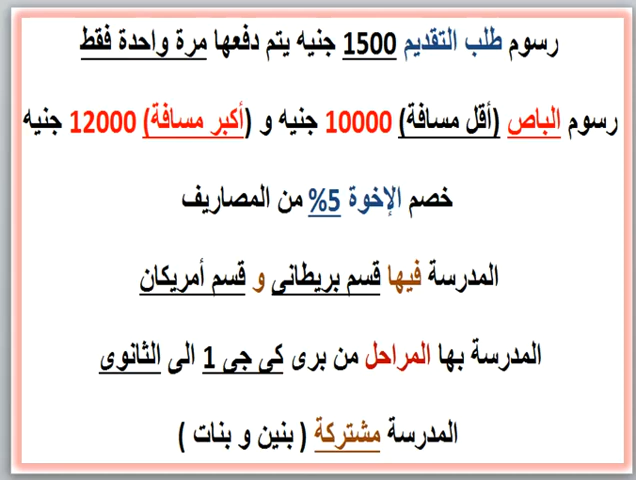 رسوم طلب التقديم 1500 جنيه يتم دفعها مرة واحدة فقط
رسوم الباص (أقل مسافة) 10000 جنيه و (أكبر مسافة) 12000 جنيه
خصم الإخوة 5% من المصاريف
المدرسة فيها قسم بريطانى و قسم أمريكان
المدرسة بها المراحل من برى كى جى 1 الى الثانوى
المدرسة مشتركة ( بنين و بنات )